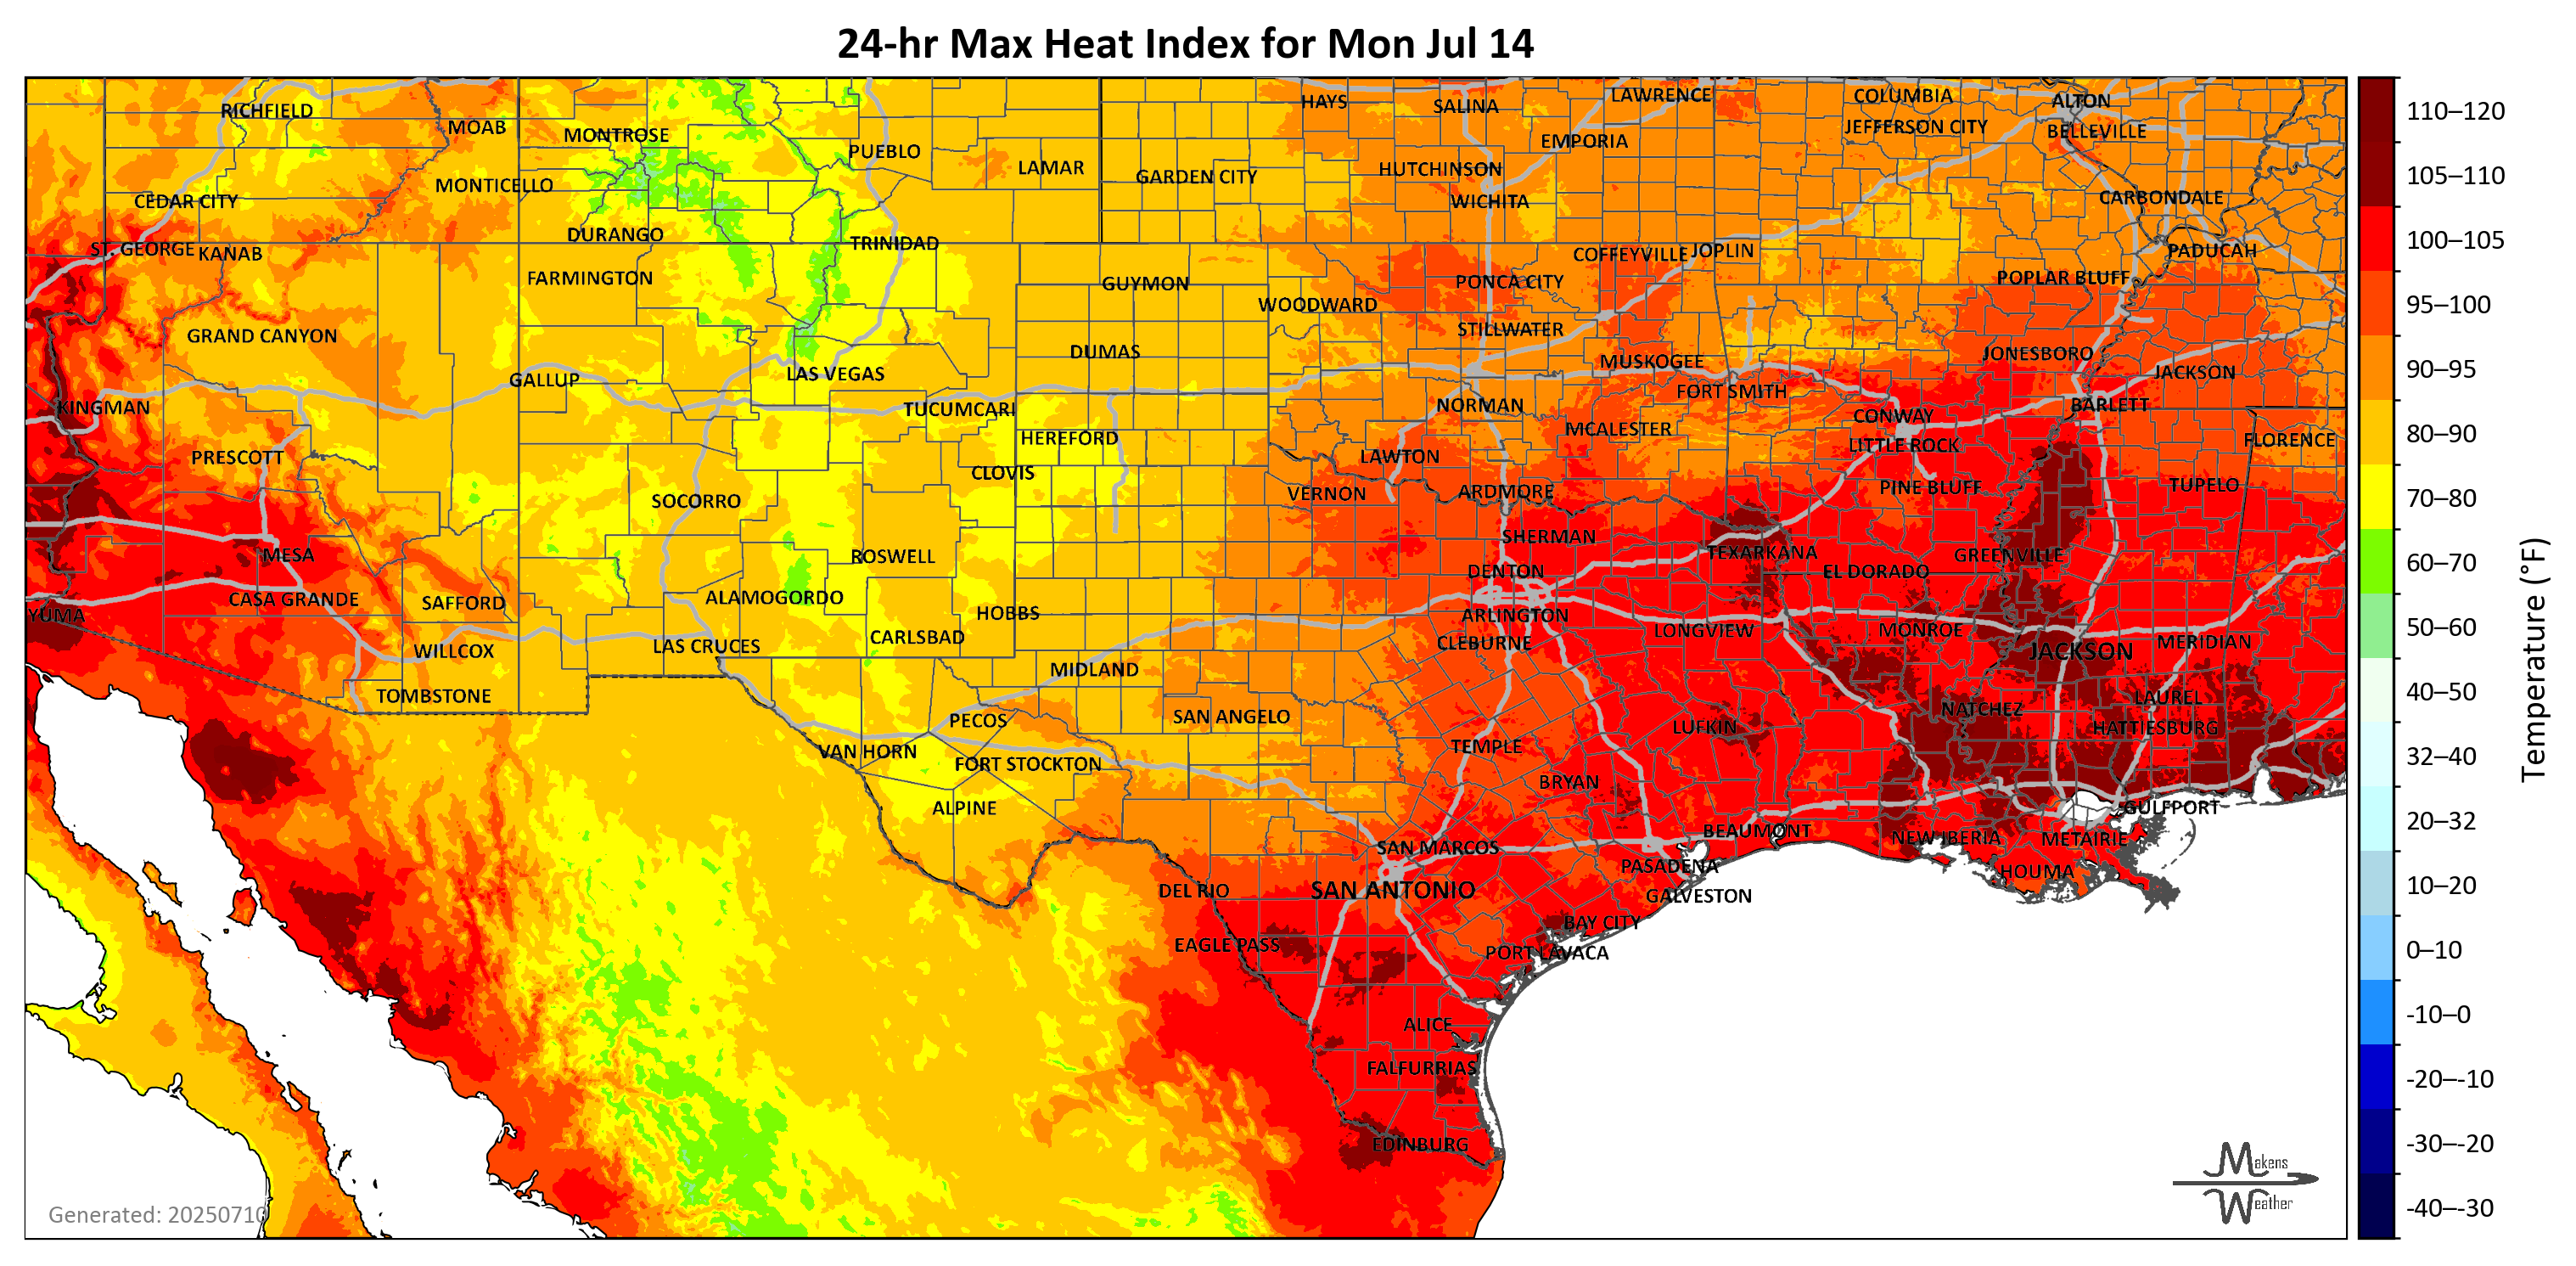 24-hr Max Heat Index for Mon Jul 14
RICHFIELD
MOAB
MONTROSE
PUEBLO
LAMAR
GARDEN CITY
HAYS
SALINA
LAWRENCE
EMPORIA
HUTCHINSON
WICHITA
COLUMBIA
JEFFERSON CITY
ALTON
BELLEVILLE
CARBONDALE
MONTICELLO
CEDAR CITY
DURANGO
TRINIDAD
ST. GEORGE
KANAB
FARMINGTON
GUYMON
WOODWARD
PONCA CITY
COFFEYVILLE
JOPLIN
POPLAR BLUFF
PADUCAH
GRAND CANYON
STILLWATER
DUMAS
MUSKOGEE
JONESBORO
JACKSON
GALLUP
LAS VEGAS
FORT SMITH
KINGMAN
TUCUMCARI
NORMAN
BARLETT
CONWAY
MCALESTER
HEREFORD
LITTLE ROCK
FLORENCE
PRESCOTT
LAWTON
CLOVIS
VERNON
ARDMORE
PINE BLUFF
TUPELO
SOCORRO
SHERMAN
MESA
ROSWELL
TEXARKANA
GREENVILLE
DENTON
EL DORADO
CASA GRANDE
SAFFORD
ALAMOGORDO
HOBBS
YUMA
ARLINGTON
CLEBURNE
LONGVIEW
MONROE
JACKSON
MERIDIAN
WILLCOX
LAS CRUCES
CARLSBAD
MIDLAND
TOMBSTONE
LAUREL
NATCHEZ
PECOS
SAN ANGELO
LUFKIN
HATTIESBURG
VAN HORN
FORT STOCKTON
TEMPLE
BRYAN
ALPINE
GULFPORT
BEAUMONT
NEW IBERIA
METAIRIE
SAN MARCOS
PASADENA
HOUMA
DEL RIO
SAN ANTONIO
GALVESTON
BAY CITY
EAGLE PASS
PORT LAVACA
ALICE
FALFURRIAS
EDINBURG
Generated: 20250710
Makens
Weather
110–120
105–110
100–105
95–100
90–95
80–90
70–80
60–70
50–60
40–50
32–40
20–32
10–20
0–10
-10–0
-20–-10
-30–-20
-40–-30
Temperature (°F)